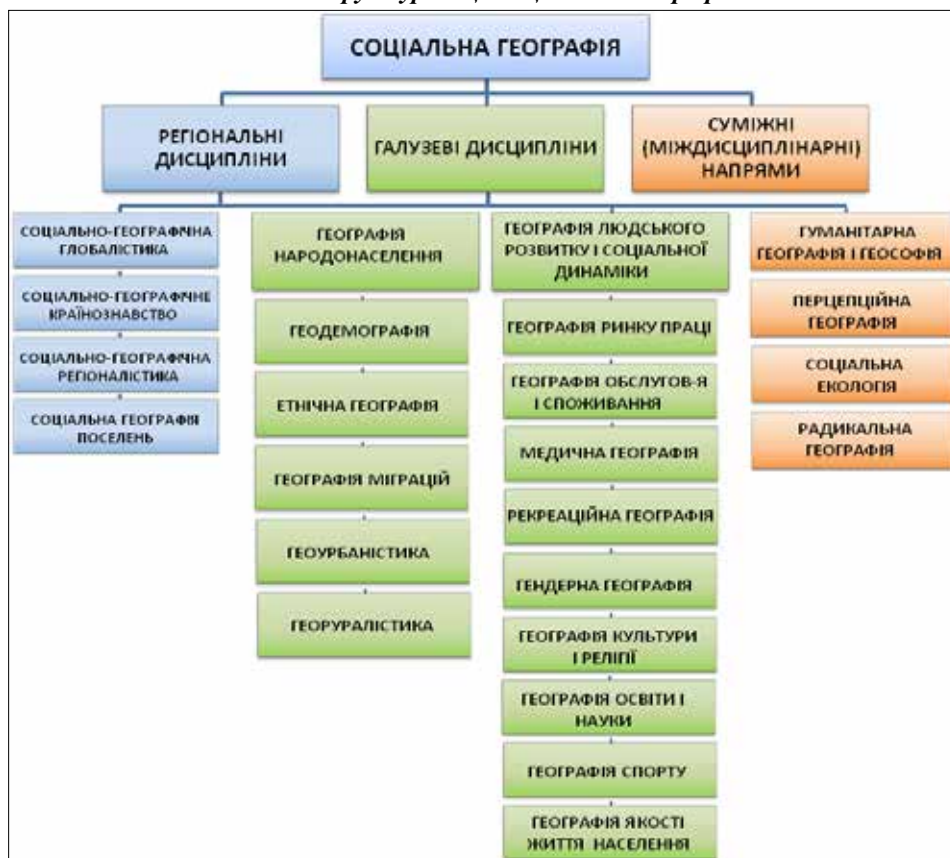 СОЦІАЛЬНА ГЕОГРАФІЯ
РЕГІОНАЛЬНІ
ДИСЦИПЛІНИ
ГАЛУЗЕВІ ДИСЦИПЛІНИ
СУМІЖНІ
(МІЖДИСЦИПЛІНАРНІ)
НАПРЯМИ
СОЦІАЛЬНО-ГЕОГРАФІЧНА
ГЛОБАЛІСТИКА
СОЦІАЛЬНО-ГЕОГРАФІЧНЕ
КРАЇНОЗНАВСТВО
СОЦІАЛЬНО-ГЕОГРАФІЧНА
РЕГІОНАЛІСТИКА
СОЦІАЛЬНА ГЕОГРАФІЯ
ПОСЕЛЕНЬ
ГЕОГРАФІЯ
НАРОДОНАСЕЛЕННЯ
ГЕОДЕМОГРАФІЯ
ЕТНІЧНА ГЕОГРАФІЯ
ГЕОГРАФІЯ МІГРАЦІЙ
ГЕОУРБАНІСТИКА
ГЕОРУРАЛІСТИКА
ГЕОГРАФІЯ ЛЮДСЬКОГО
РОЗВИТКУ І СОЦІАЛЬНОЇ
ДИНАМІКИ
ГЕОГРАФІЯ РИНКУ ПРАЦІ
ГЕОГРАФІЯ ОБСЛУГОВ-Я
І СПОЖИВАННЯ
МЕДИЧНА ГЕОГРАФІЯ
РЕКРЕАЦІЙНА ГЕОГРАФІЯ
ГЕНДЕРНА ГЕОГРАФІЯ
ГЕОГРАФІЯ КУЛЬТУРИ
І РЕЛІГІЇ
ГЕОГРАФІЯ ОСВІТИ І
НАУКИ
ГЕОГРАФІЯ СПОРТУ
ГЕОГРАФІЯ ЯКОСТІ
ЖИТТЯ НАСЕЛЕННЯ
ГУМАНІТАРНА
ГЕОГРАФІЯ І ГЕОСОФІЯ
ПЕРЦЕПЦІЙНА
ГЕОГРАФІЯ
СОЦІАЛЬНА
ЕКОЛОГІЯ
РАДИКАЛЬНА
ГЕОГРАФІЯ